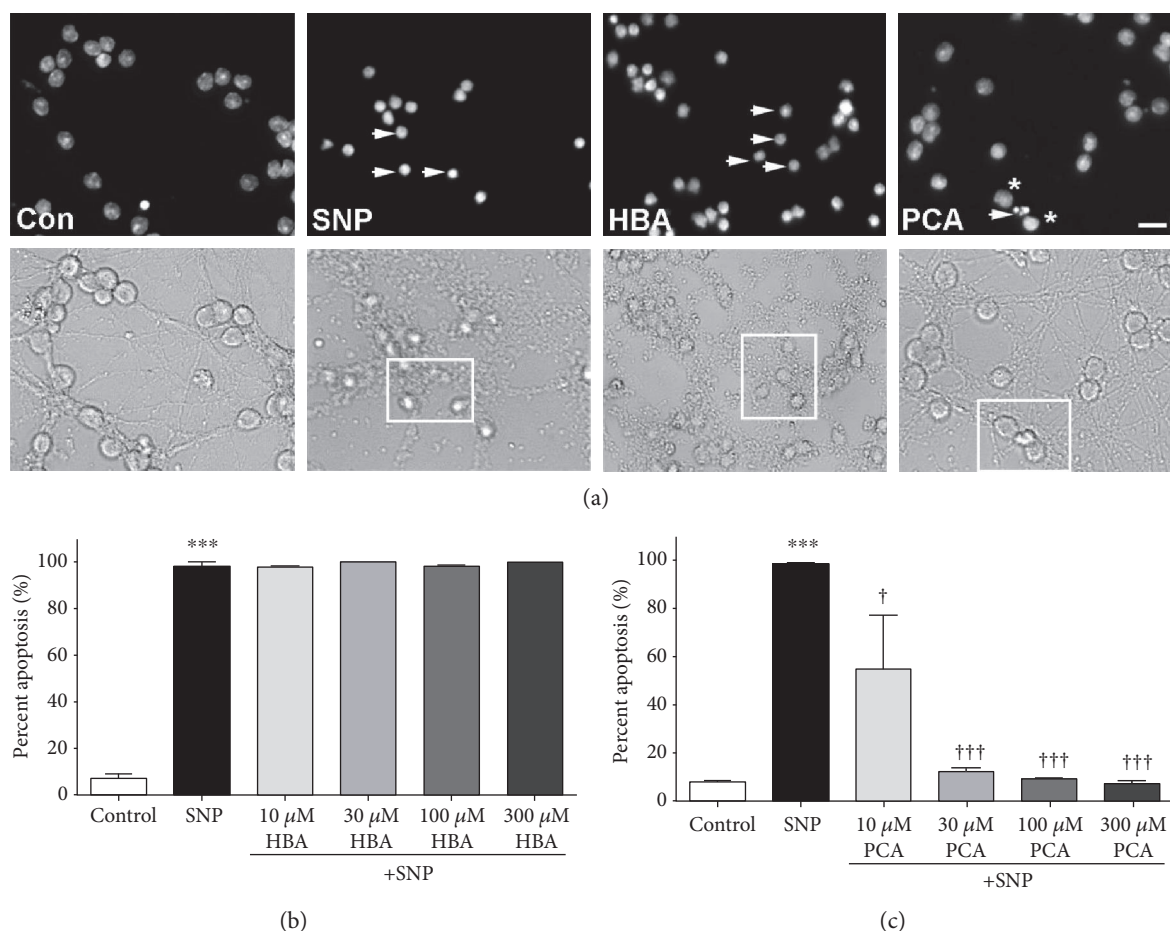 Con
SNP
HBA
PCA
*
*
(a)
Percent apoptosis (%)
100
80
60
40
20
0
***
Control
SNP
10 μM
HBA
30 μM
HBA
100 μM
HBA
300 μM
HBA
+SNP
(b)
Percent apoptosis (%)
100
80
60
40
20
0
***
†
†††
†††
†††
Control
SNP
10 μM
PCA
30 μM
PCA
100 μM
PCA
300 μM
PCA
+SNP
(c)